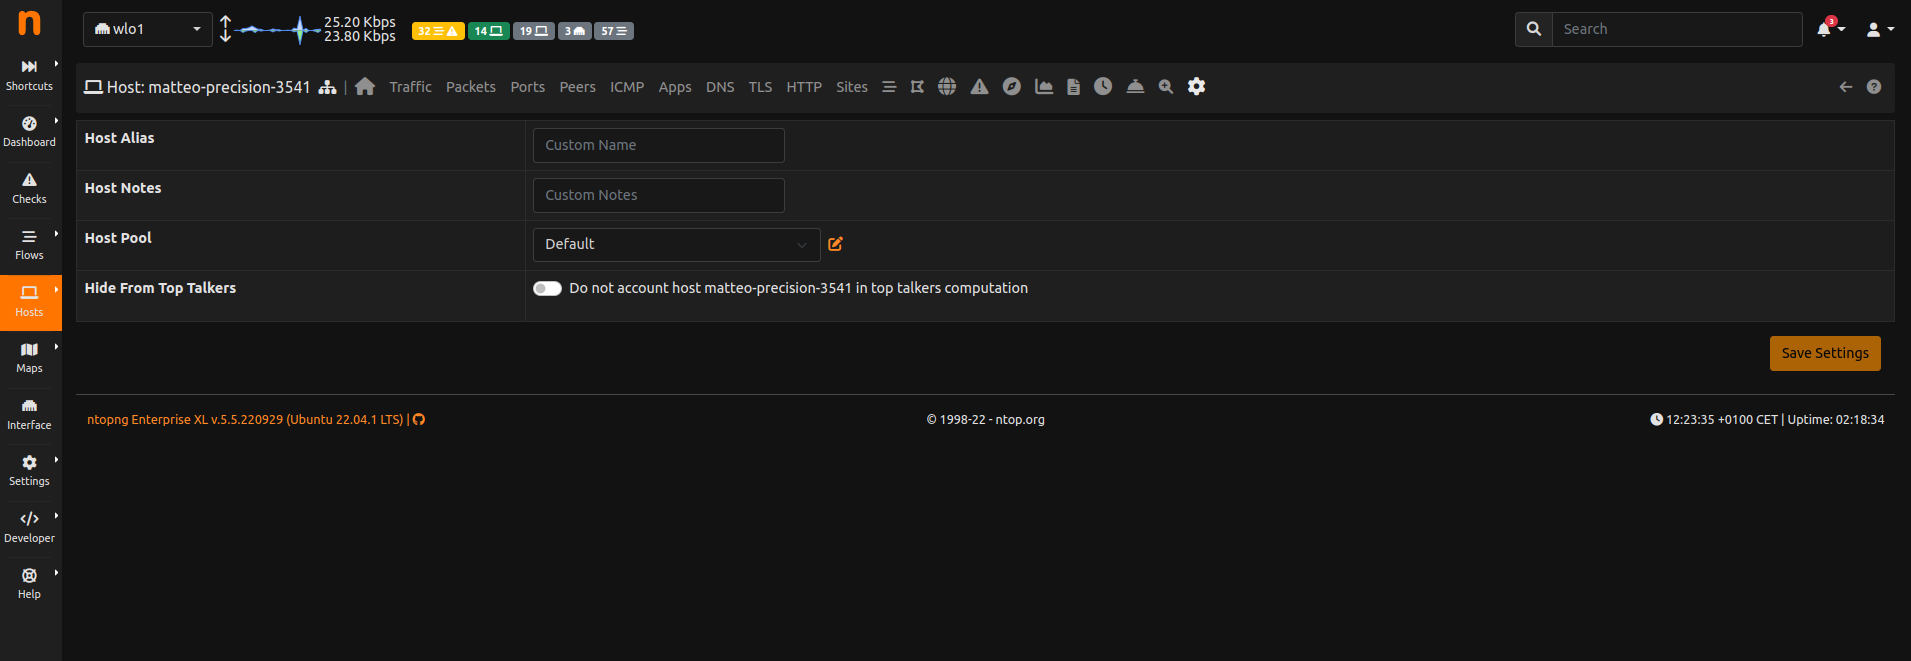 n
wlo1
25.20 Kbps
23.80 Kbps
32
14
19
3
57
Search
3
Shortcuts
Dashboard
Checks
Flows
Hosts
Maps
Interface
Settings
Developer
Help
Host: matteo-precision-3541 | Traffic Packets Ports Peers ICMP Apps DNS TLS HTTP Sites
Host Alias
Custom Name
Host Notes
Custom Notes
Host Pool
Default
Hide From Top Talkers
Do not account host matteo-precision-3541 in top talkers computation
Save Settings
ntopng Enterprise XL v.5.5.220929 (Ubuntu 22.04.1 LTS) |
© 1998-22 - ntop.org
12:23:35 +0100 CET | Uptime: 02:18:34